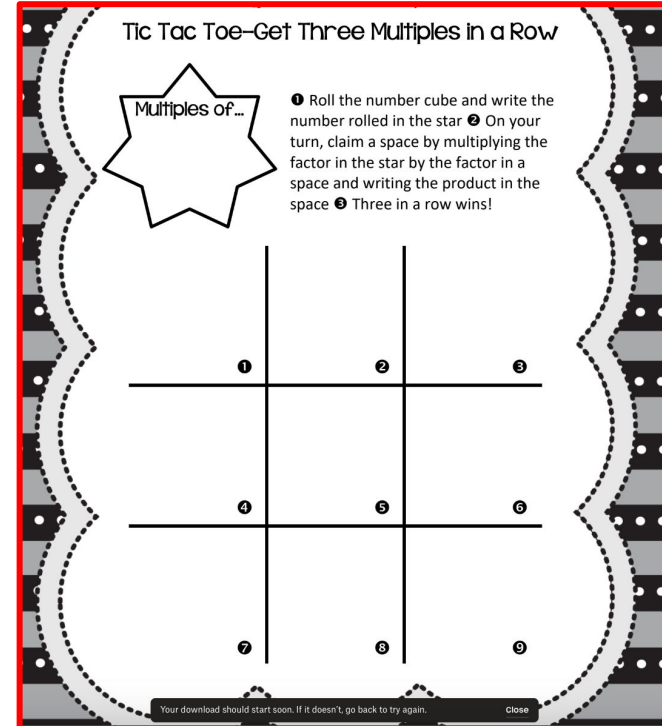 Tic Tac Toe-Get Three Multiples in a Row
Multiples of...
❶ Roll the number cube and write the
number rolled in the star ❷ On your
turn, claim a space by multiplying the
factor in the star by the factor in a
space and writing the product in the
space ❸ Three in a row wins!
❶ ❷ ❸
❹ ❺ ❻
❼ ❽ ❾
Your download should start soon. If it doesn't, go back to try again. Close